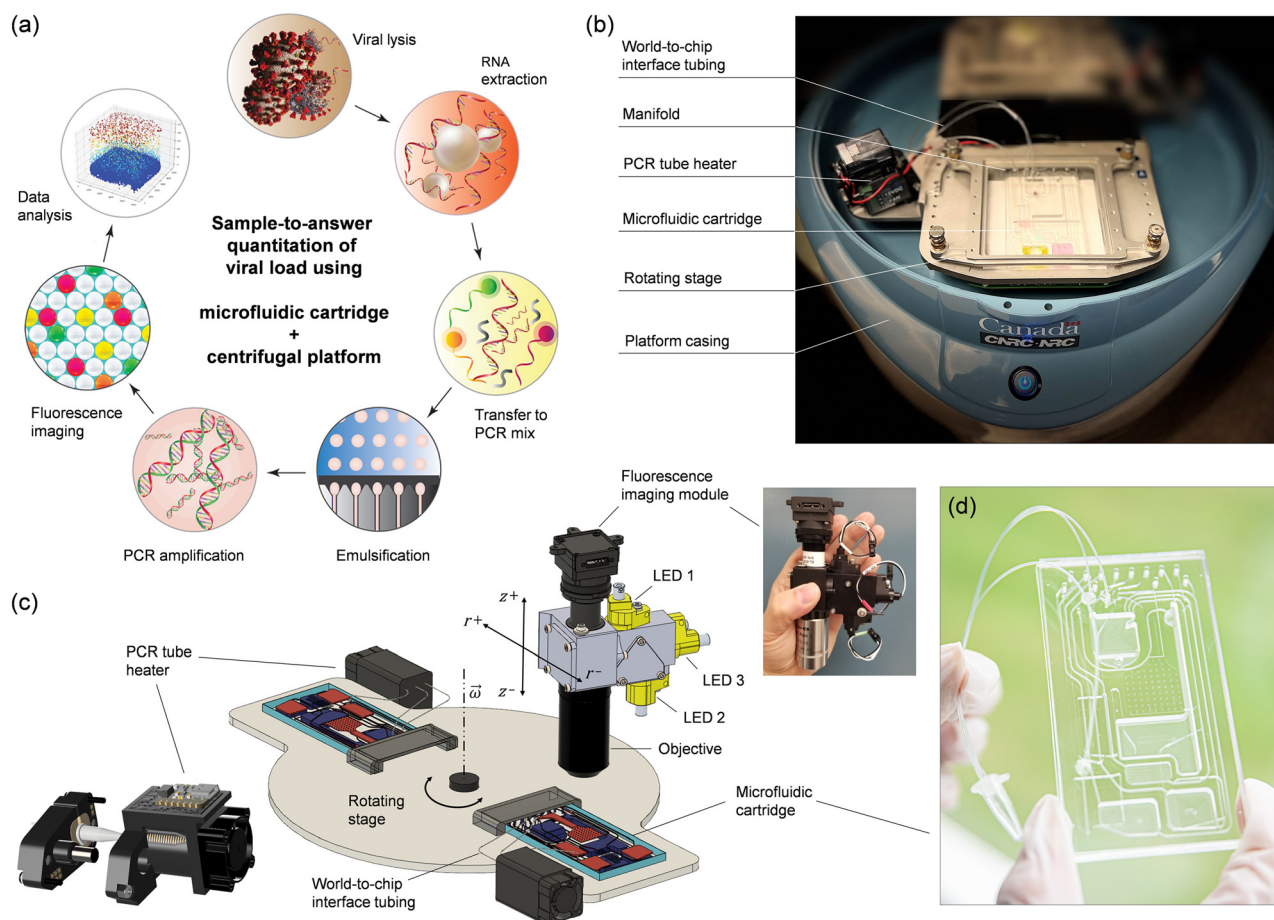 (a)
Viral lysis
RNA
extraction
Data
analysis
Sample-to-answer
quantitation of
viral load using
microfluidic cartridge
+
centrifugal platform
Fluorescence
imaging
Transfer to
PCR mix
PCR amplification
Emulsification
(b)
World-to-chip
interface tubing
Manifold
PCR tube heater
Microfluidic cartridge
Rotating stage
Platform casing
Canada
CNRC-NRC
Fluorescence
imaging module
(c)
PCR tube
heater
z+
r+
r−
z−
LED 1
LED 3
LED 2
ω
Objective
Rotating
stage
Microfluidic
cartridge
World-to-chip
interface tubing
(d)